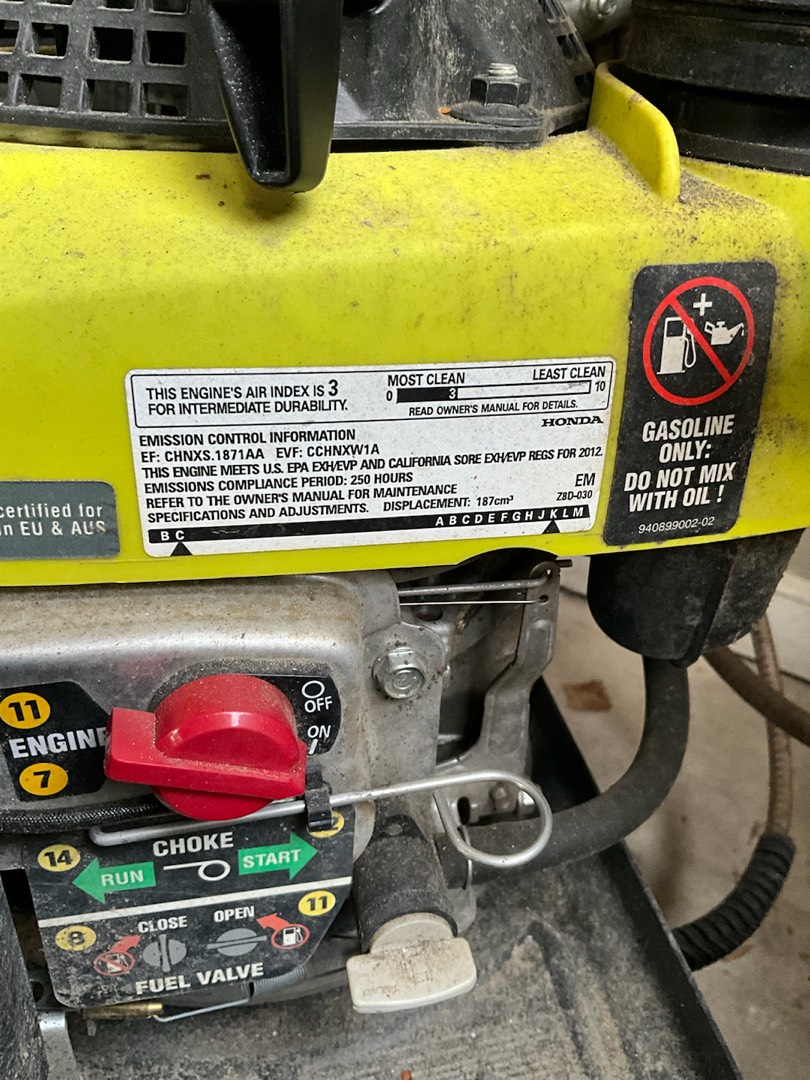 THIS ENGINE'S AIR INDEX IS 3
FOR INTERMEDIATE DURABILITY.
MOST CLEAN LEAST CLEAN
0 3 10
READ OWNER'S MANUAL FOR DETAILS.
HONDA
EMISSION CONTROL INFORMATION
EF: CHNXS.1871AA EVF: CCHNXW1A
THIS ENGINE MEETS U.S. EPA EXH/EVP AND CALIFORNIA SORE EXH/EVP REGS FOR 2012.
EMISSIONS COMPLIANCE PERIOD: 250 HOURS EM
REFER TO THE OWNER'S MANUAL FOR MAINTENANCE Z8D-030
SPECIFICATIONS AND ADJUSTMENTS. DISPLACEMENT: 187cm³
B C A B C D E F G H I J K L M
GASOLINE
ONLY:
DO NOT MIX
WITH OIL !
940899002-02
certified for
in EU & AUS
11
ENGINE
7
OFF
ON
14
CHOKE
RUN
START
8
CLOSE
OPEN
11
FUEL VALVE